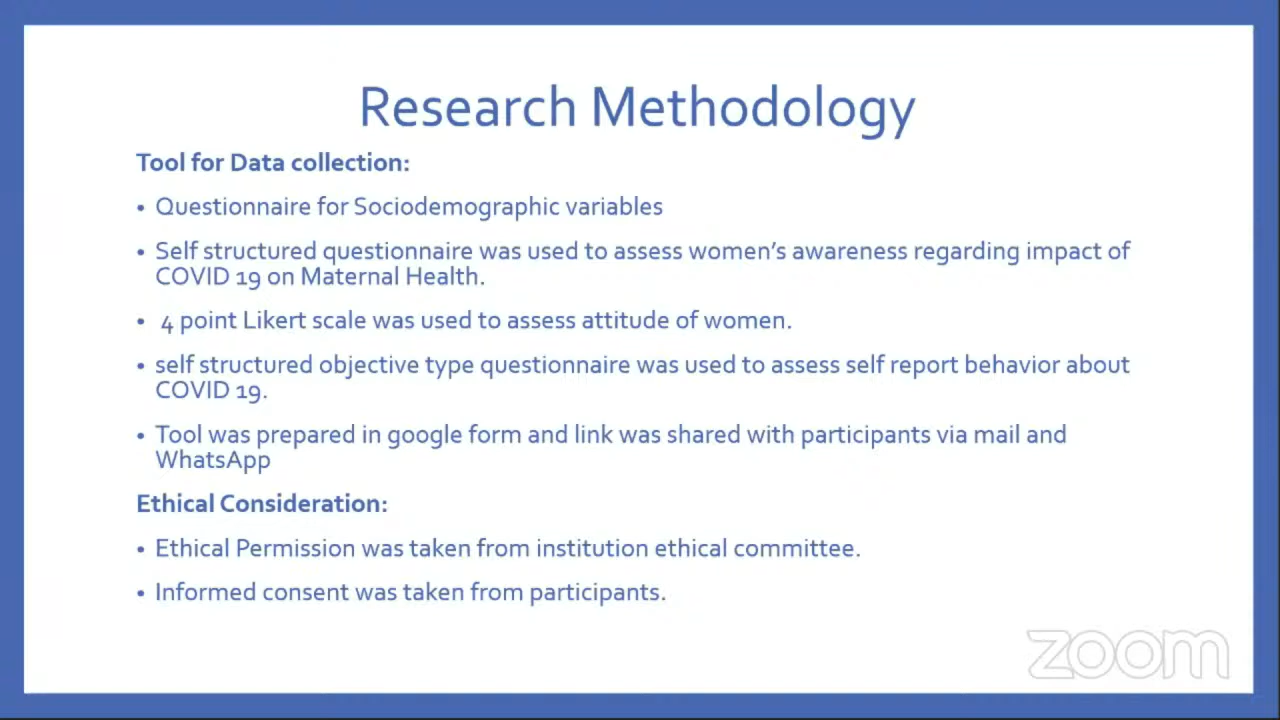 Research Methodology
Tool for Data collection:
• Questionnaire for Sociodemographic variables
• Self structured questionnaire was used to assess women's awareness regarding impact of
COVID 19 on Maternal Health.
• 4 point Likert scale was used to assess attitude of women.
• self structured objective type questionnaire was used to assess self report behavior about
COVID 19.
• Tool was prepared in google form and link was shared with participants via mail and
WhatsApp
Ethical Consideration:
• Ethical Permission was taken from institution ethical committee.
• Informed consent was taken from participants.
zoom